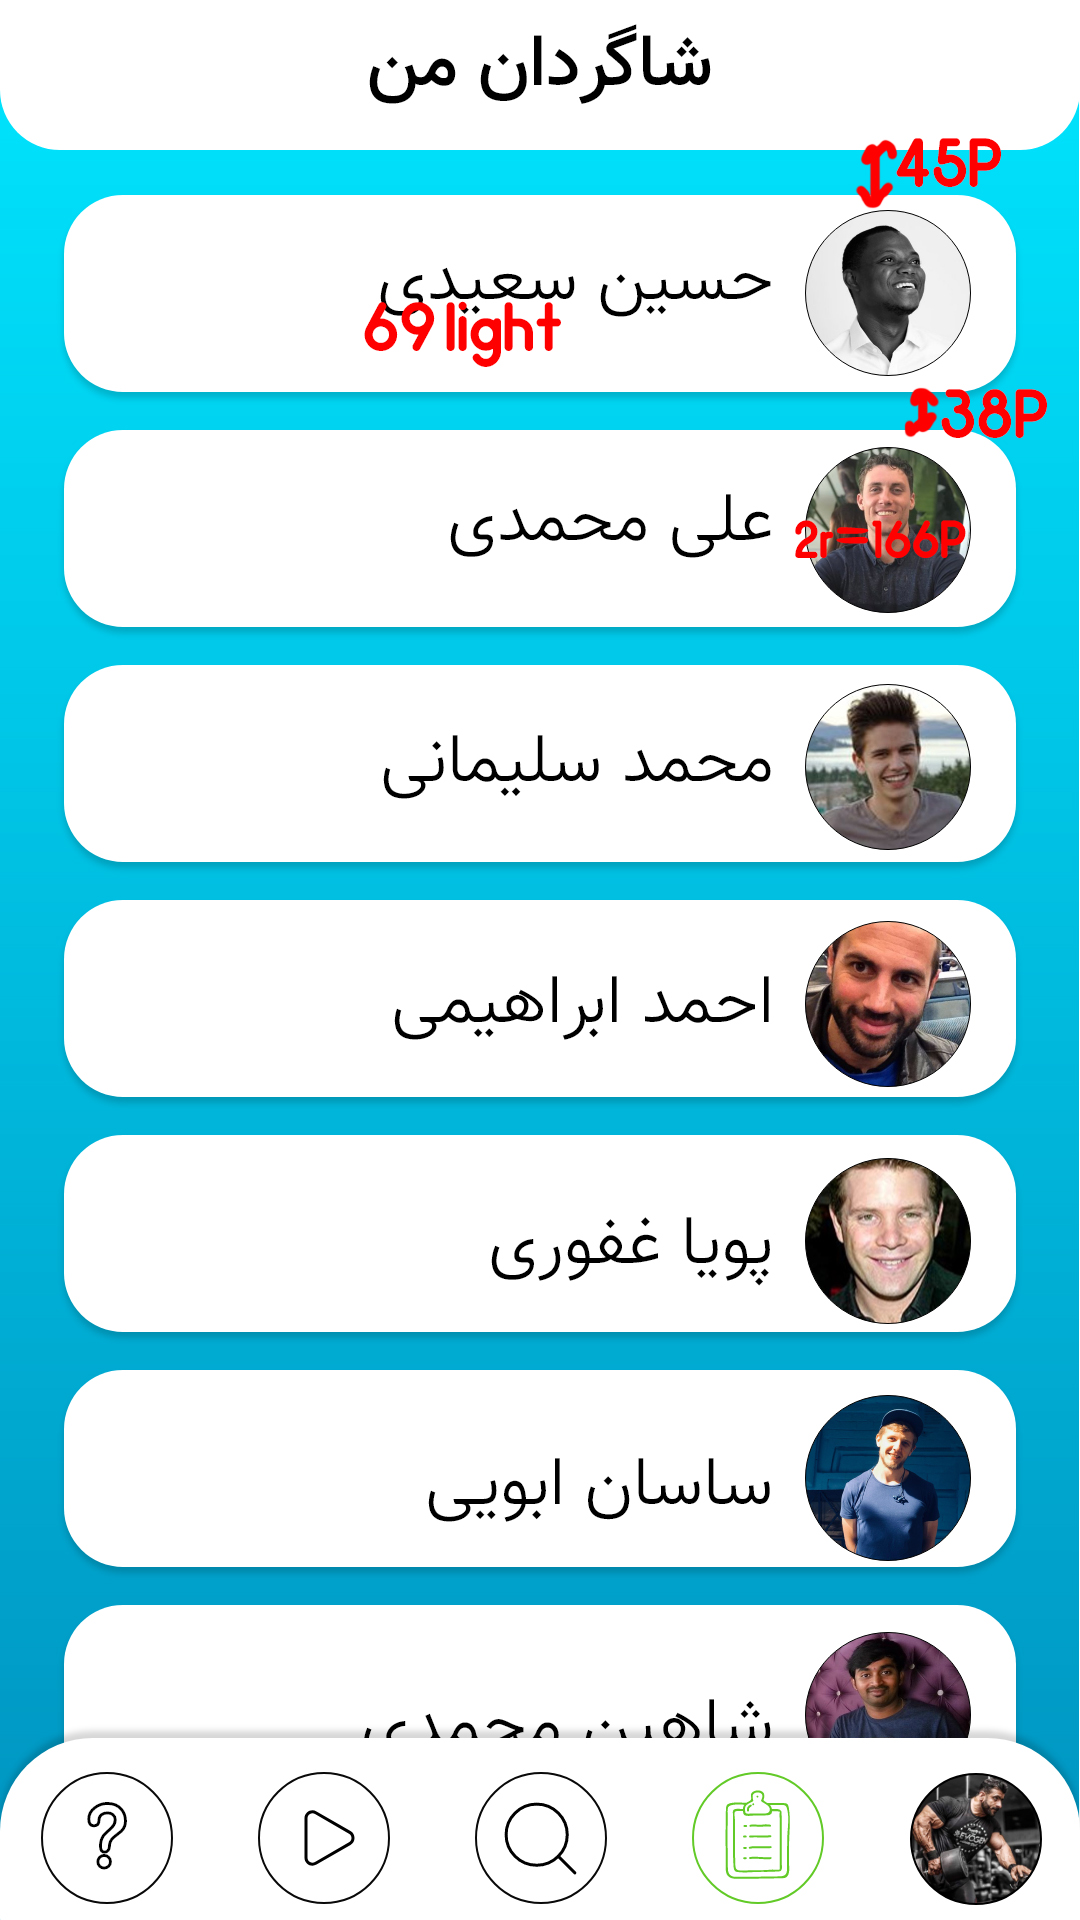 شاگردان من
45P
حسین سعیدی
69 light
38P
علی محمدی
2r=166P
محمد سلیمانی
احمد ابراهیمی
پویا غفوری
ساسان ابویی
شاهین محمدی
EVOGEN